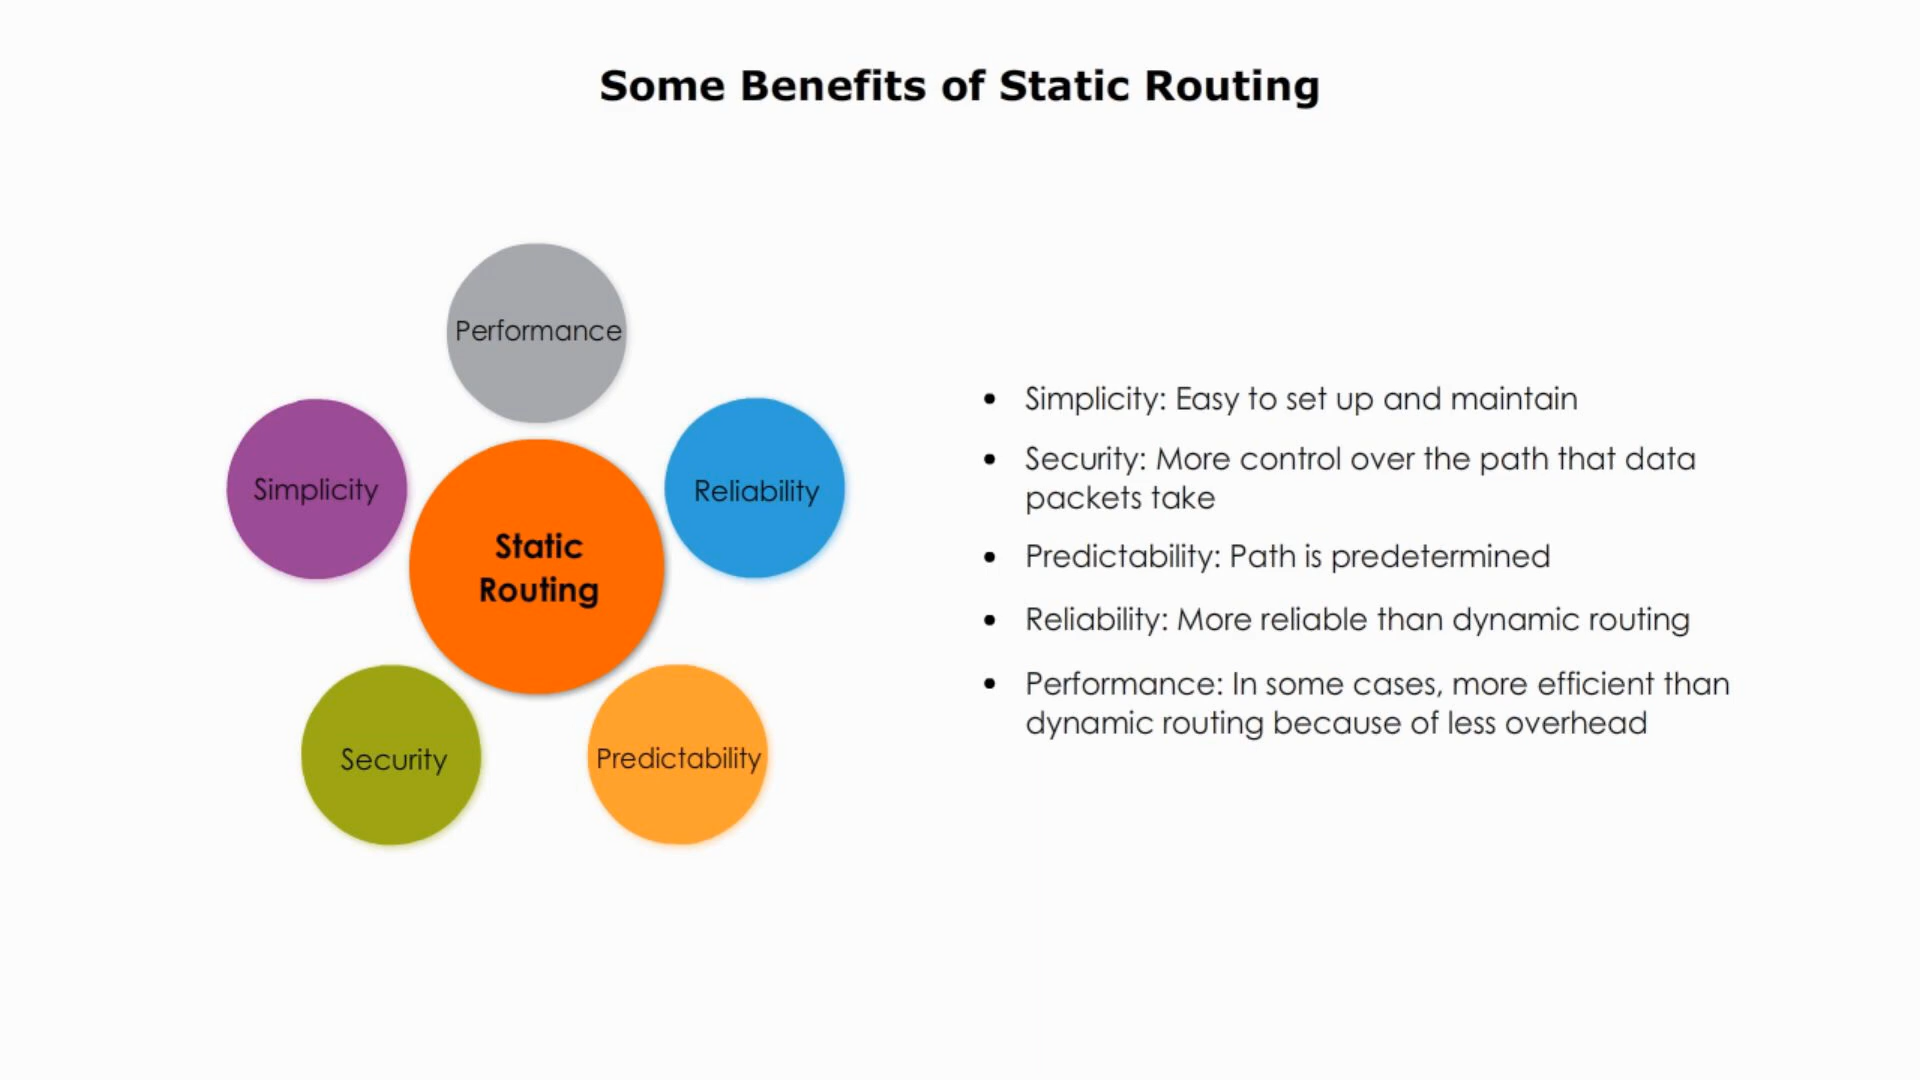 Some Benefits of Static Routing
Performance
Simplicity
Reliability
Static
Routing
Security
Predictability
• Simplicity: Easy to set up and maintain
• Security: More control over the path that data
packets take
• Predictability: Path is predetermined
• Reliability: More reliable than dynamic routing
• Performance: In some cases, more efficient than
dynamic routing because of less overhead